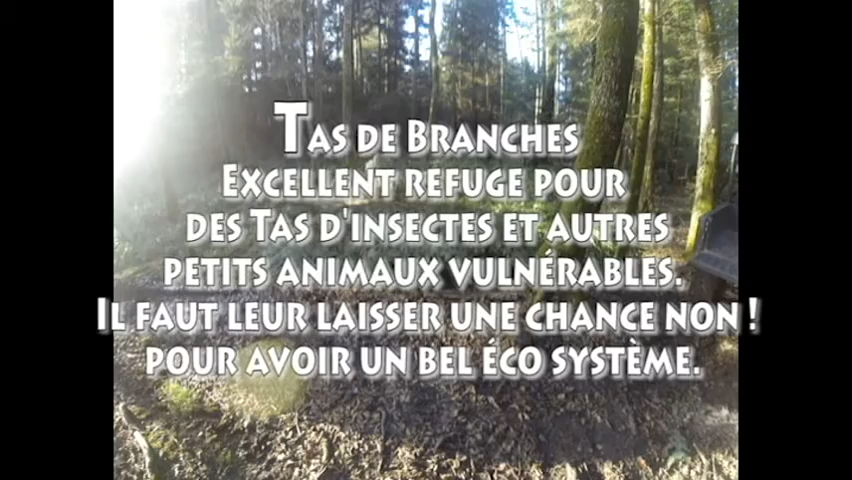 Tas de Branches
Excellent refuge pour
des Tas d'insectes et autres
petits animaux vulnérables.
Il faut leur laisser une chance non !
pour avoir un bel éco système.